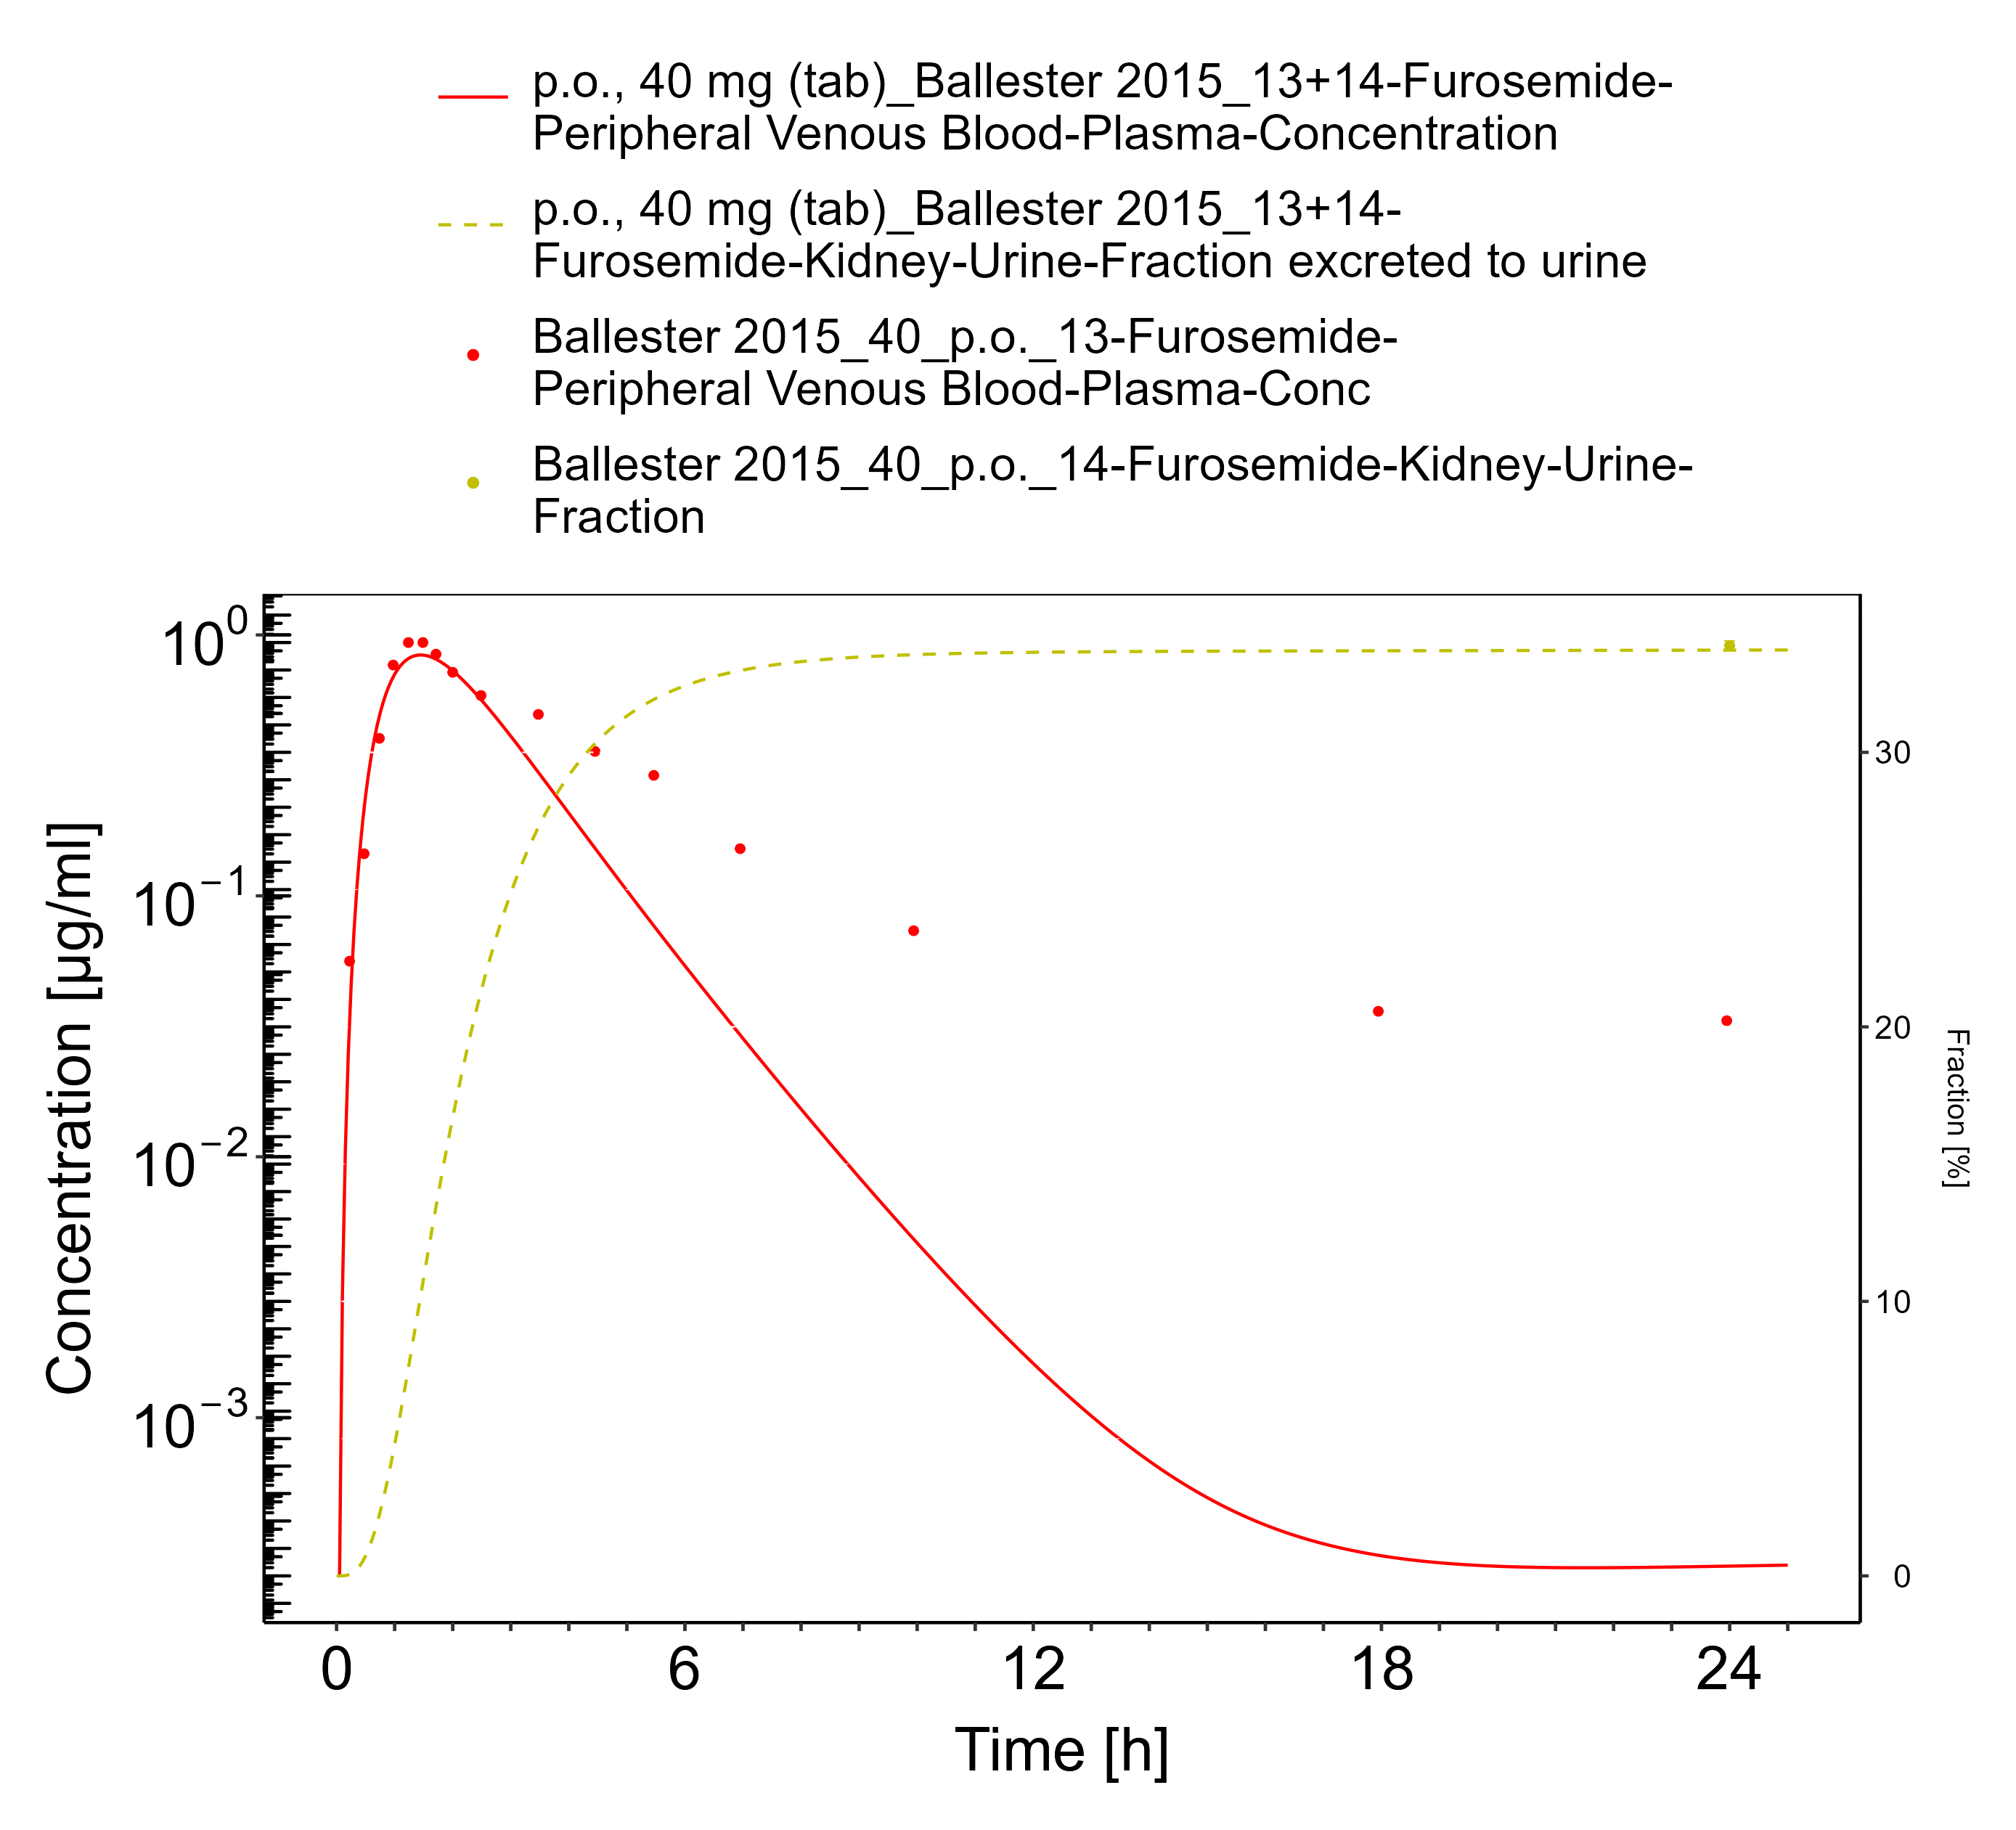 p.o., 40 mg (tab)_Ballester 2015_13+14-Furosemide-
Peripheral Venous Blood-Plasma-Concentration
p.o., 40 mg (tab)_Ballester 2015_13+14-
Furosemide-Kidney-Urine-Fraction excreted to urine
Ballester 2015_40_p.o._13-Furosemide-
Peripheral Venous Blood-Plasma-Conc
Ballester 2015_40_p.o._14-Furosemide-Kidney-Urine-
Fraction
Concentration [µg/ml]
10⁰
10⁻¹
10⁻²
10⁻³
30
20
10
0
Fraction [%]
0 6 12 18 24
Time [h]